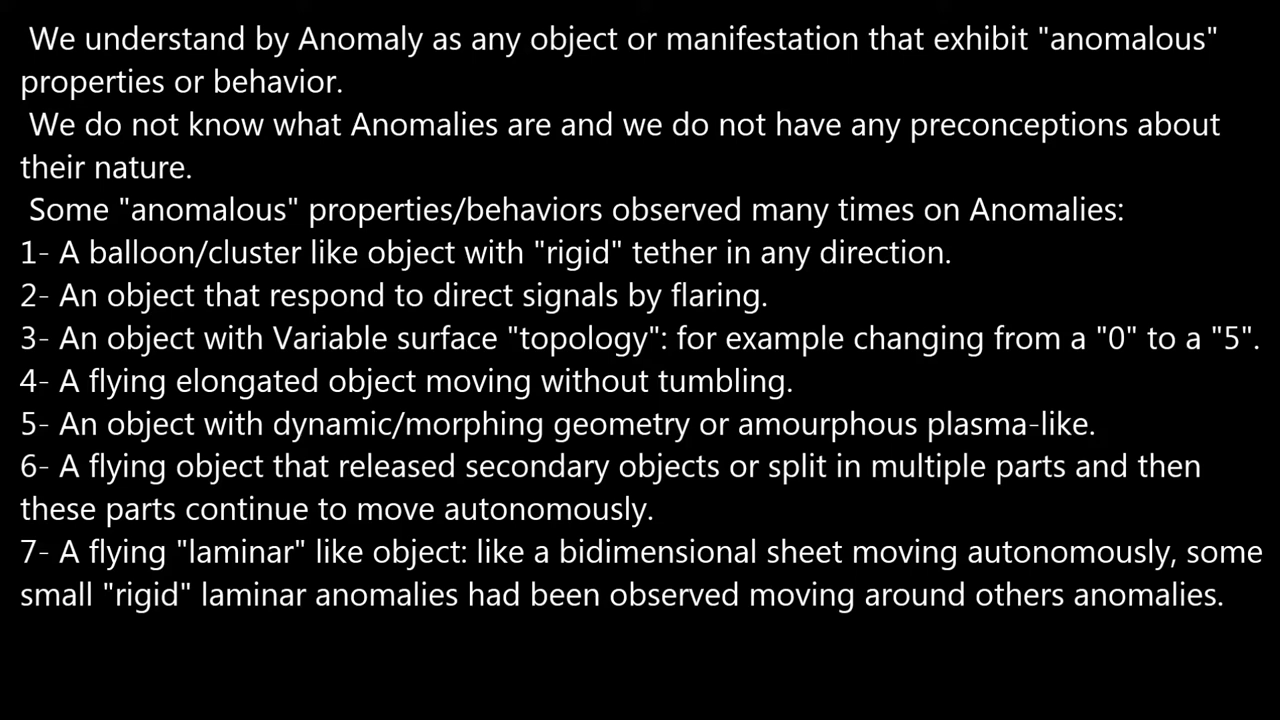 We understand by Anomaly as any object or manifestation that exhibit "anomalous"
properties or behavior.
We do not know what Anomalies are and we do not have any preconceptions about
their nature.
Some "anomalous" properties/behaviors observed many times on Anomalies:
1- A balloon/cluster like object with "rigid" tether in any direction.
2- An object that respond to direct signals by flaring.
3- An object with Variable surface "topology": for example changing from a "0" to a "5".
4- A flying elongated object moving without tumbling.
5- An object with dynamic/morphing geometry or amourphous plasma-like.
6- A flying object that released secondary objects or split in multiple parts and then
these parts continue to move autonomously.
7- A flying "laminar" like object: like a bidimensional sheet moving autonomously, some
small "rigid" laminar anomalies had been observed moving around others anomalies.